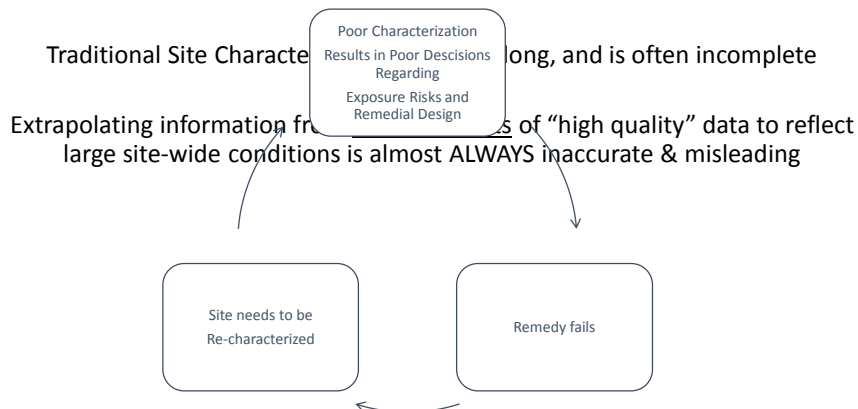 Poor Characterization
Results in Poor Descisions
Regarding
Exposure Risks and
Remedial Design
Traditional Site Characte long, and is often incomplete
Extrapolating information of “high quality” data to reflect
large site-wide conditions is almost ALWAYS inaccurate & misleading
Site needs to be
Re-characterized
Remedy fails